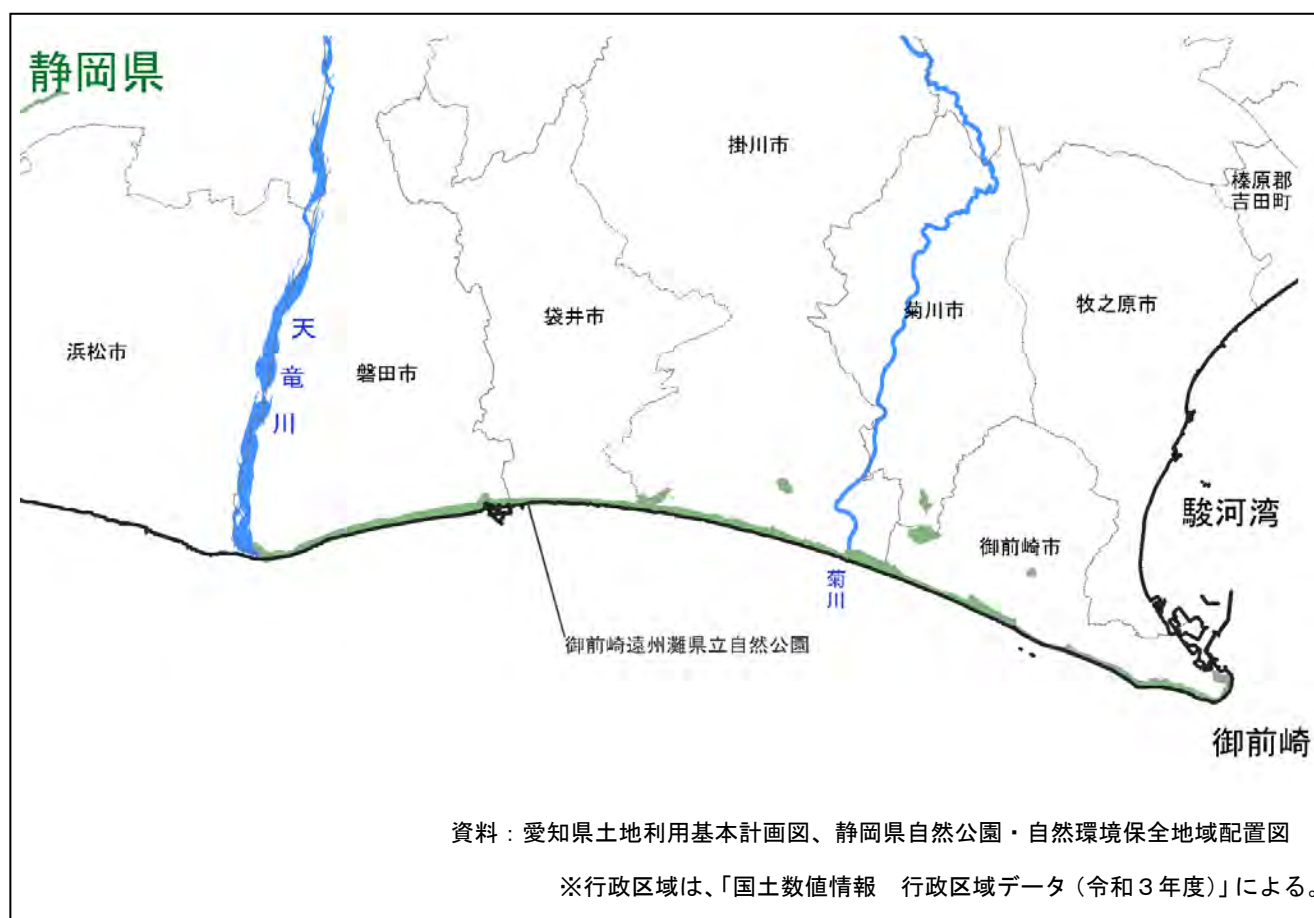 静岡県
掛川市
榛原郡
吉田町
浜松市
天竜川
磐田市
袋井市
菊川市
牧之原市
駿河湾
御前崎市
菊川
御前崎遠州灘県立自然公園
御前崎
資料：愛知県土地利用基本計画図、静岡県自然公園・自然環境保全地域配置図
※行政区域は、「国土数値情報　行政区域データ（令和３年度）」による。